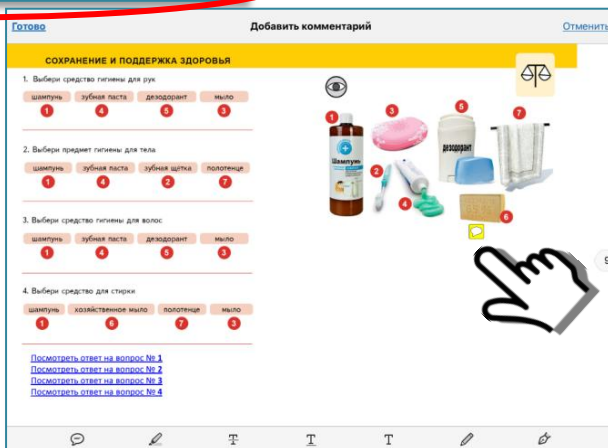 Готово
Добавить комментарий
Отменить
СОХРАНЕНИЕ И ПОДДЕРЖКА ЗДОРОВЬЯ
1. Выбери средство гигиены для рук
шампунь зубная паста дезодорант мыло
1 4 5 3
2. Выбери предмет гигиены для тела
шампунь зубная паста зубная щётка полотенце
1 4 2 7
3. Выбери средство гигиены для волос
шампунь зубная паста дезодорант мыло
1 4 5 3
4. Выбери средство для стирки
шампунь хозяйственное мыло полотенце мыло
1 6 7 3
Посмотреть ответ на вопрос № 1
Посмотреть ответ на вопрос № 2
Посмотреть ответ на вопрос № 3
Посмотреть ответ на вопрос № 4
1
3
5
7
дезодорант
Шампунь
2
4
6
9
T
T
T